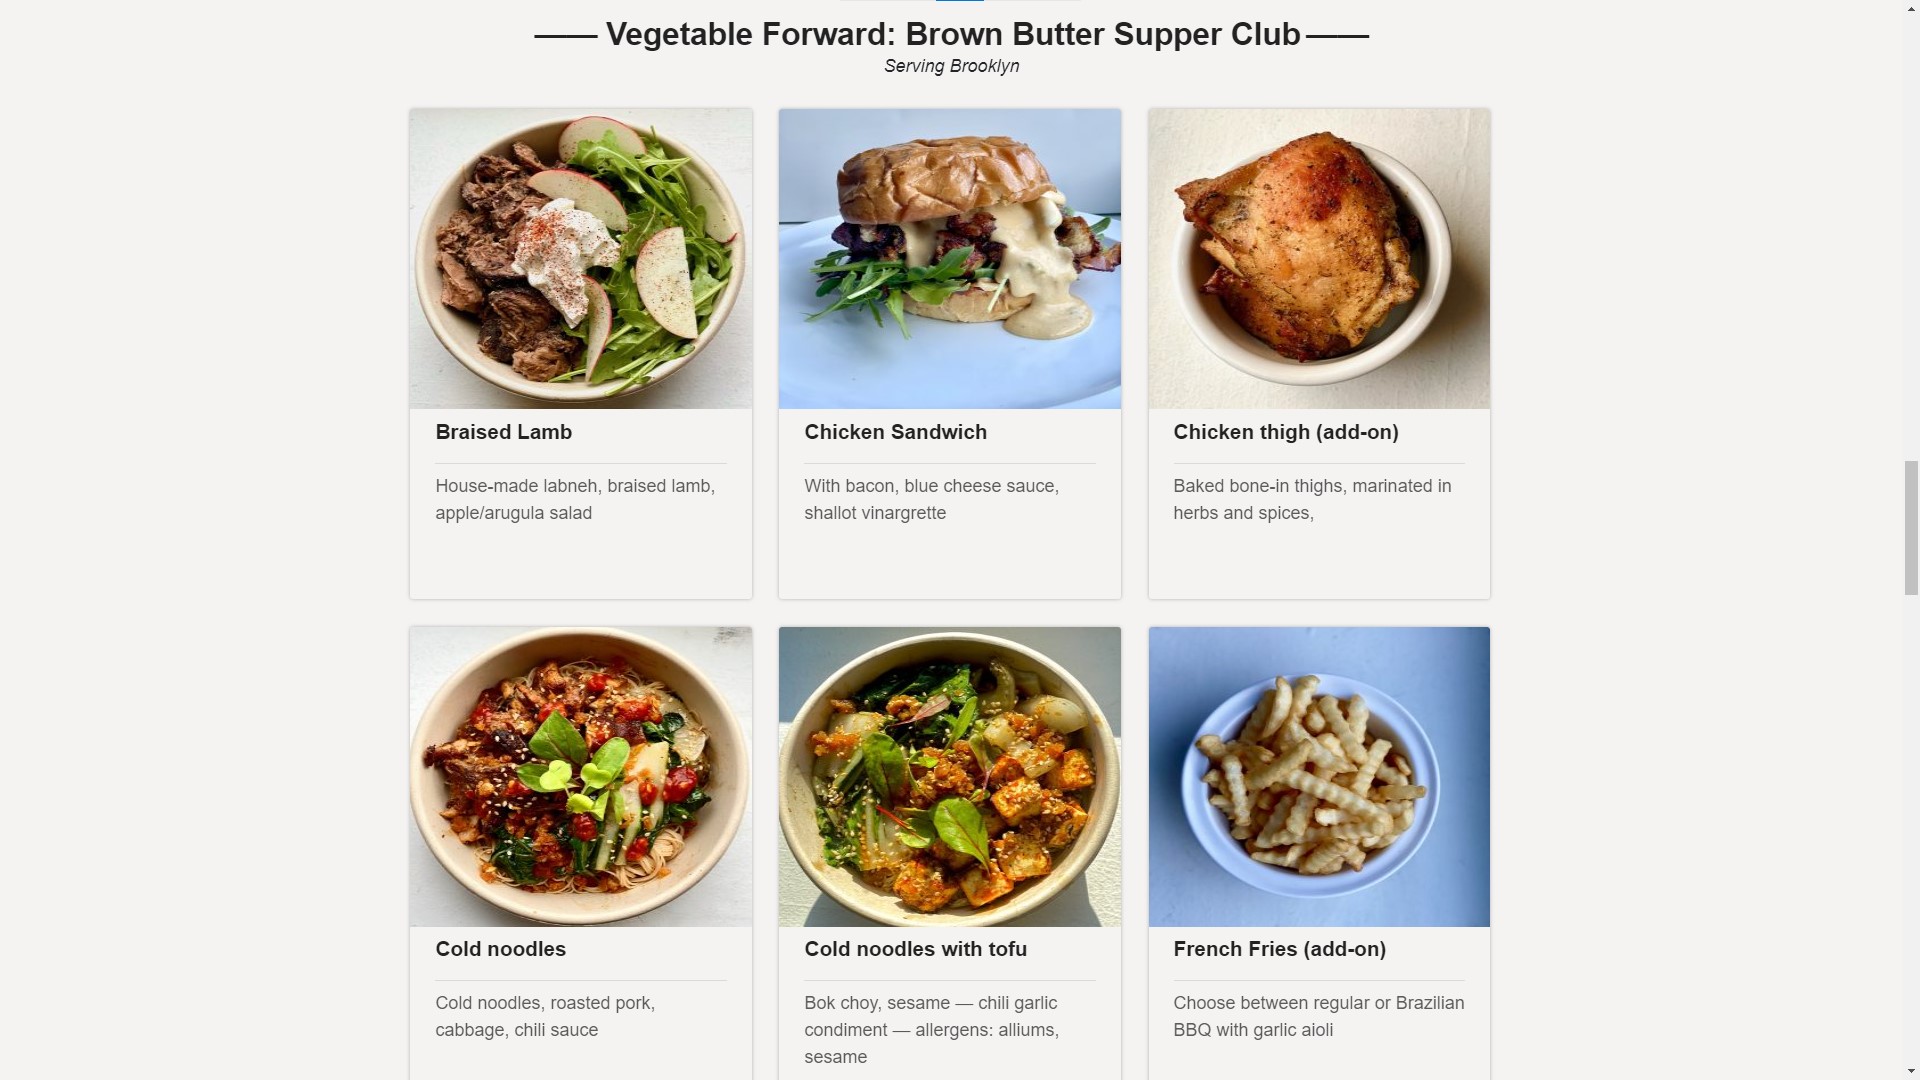 Vegetable Forward: Brown Butter Supper Club
Serving Brooklyn
Braised Lamb
House-made labneh, braised lamb,
apple/arugula salad
Chicken Sandwich
With bacon, blue cheese sauce,
shallot vinargrette
Chicken thigh (add-on)
Baked bone-in thighs, marinated in
herbs and spices,
Cold noodles
Cold noodles, roasted pork,
cabbage, chili sauce
Cold noodles with tofu
Bok choy, sesame — chili garlic
condiment — allergens: alliums,
sesame
French Fries (add-on)
Choose between regular or Brazilian
BBQ with garlic aioli